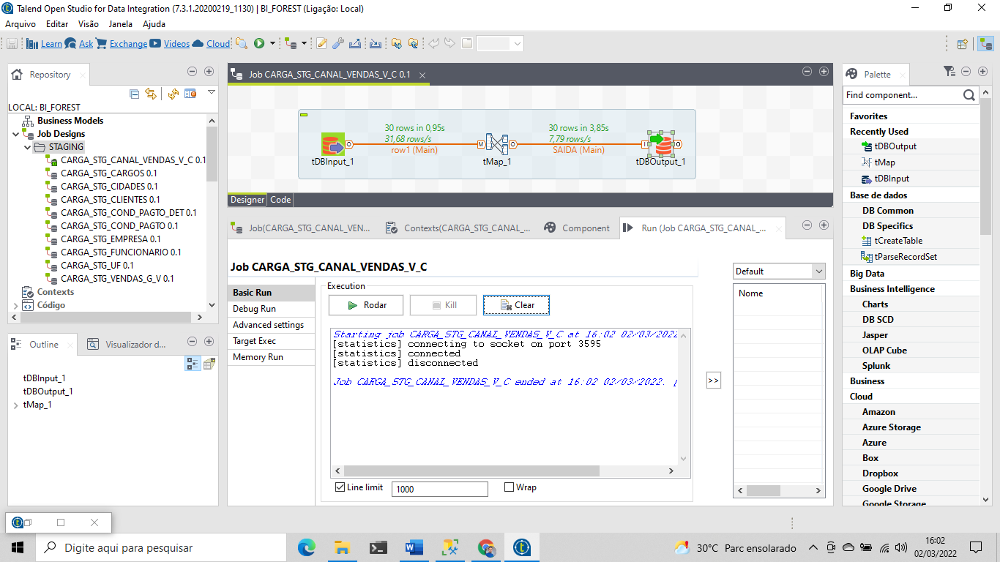 Talend Open Studio for Data Integration (7.3.1.20200219_1130) | BI_FOREST (Ligação: Local)
Arquivo Editar Visão Janela Ajuda
Learn Ask Exchange Videos Cloud
Repository
LOCAL: BI_FOREST
Business Models
Job Designs
STAGING
CARGA_STG_CANAL_VENDAS_V_C 0.1
CARGA_STG_CARGOS 0.1
CARGA_STG_CIDADES 0.1
CARGA_STG_CLIENTES 0.1
CARGA_STG_COND_PAGTO_DET 0.1
CARGA_STG_COND_PAGTO 0.1
CARGA_STG_EMPRESA 0.1
CARGA_STG_FUNCIONARIO 0.1
CARGA_STG_UF 0.1
CARGA_STG_VENDAS_G_V 0.1
Contexts
Código
Outline
Visualizador d...
tDBInput_1
tDBOutput_1
tMap_1
Job CARGA_STG_CANAL_VENDAS_V_C 0.1
30 rows in 0,95s
31,68 rows/s
row1 (Main)
30 rows in 3,85s
7,79 rows/s
SAIDA (Main)
tDBInput_1
tMap_1
tDBOutput_1
Designer Code
Job(CARGA_STG_CANAL_VEN...
Contexts(CARGA_STG_CANAL_...
Component
Run (Job CARGA_STG_CANAL_...
Job CARGA_STG_CANAL_VENDAS_V_C
Basic Run
Debug Run
Advanced settings
Target Exec
Memory Run
Execution
Rodar
Kill
Clear
Starting job CARGA_STG_CANAL_VENDAS_V_C at 16:02 02/03/2022
[statistics] connecting to socket on port 3595
[statistics] connected
[statistics] disconnected
Job CARGA_STG_CANAL_VENDAS_V_C ended at 16:02 02/03/2022. [
Line limit 1000 Wrap
>>
Default
Nome
Palette
Find component...
Favorites
Recently Used
tDBOutput
tMap
tDBInput
Base de dados
DB Common
DB Specifics
tCreateTable
tParseRecordSet
Big Data
Business Intelligence
Charts
DB SCD
Jasper
OLAP Cube
Splunk
Business
Cloud
Amazon
Azure Storage
Azure
Box
Dropbox
Google Drive
Google Storage
Digite aqui para pesquisar
30°C Parc ensolarado
16:02
02/03/2022